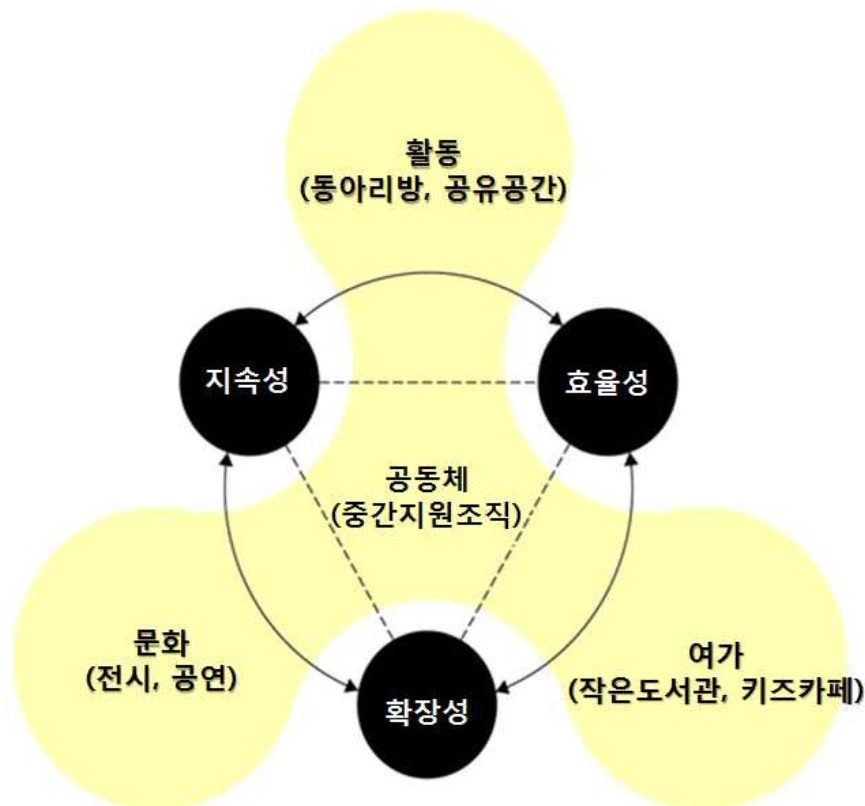 활동
(동아리방, 공유공간)
지속성
효율성
공동체
(중간지원조직)
문화
(전시, 공연)
여가
(작은도서관, 키즈카페)
확장성